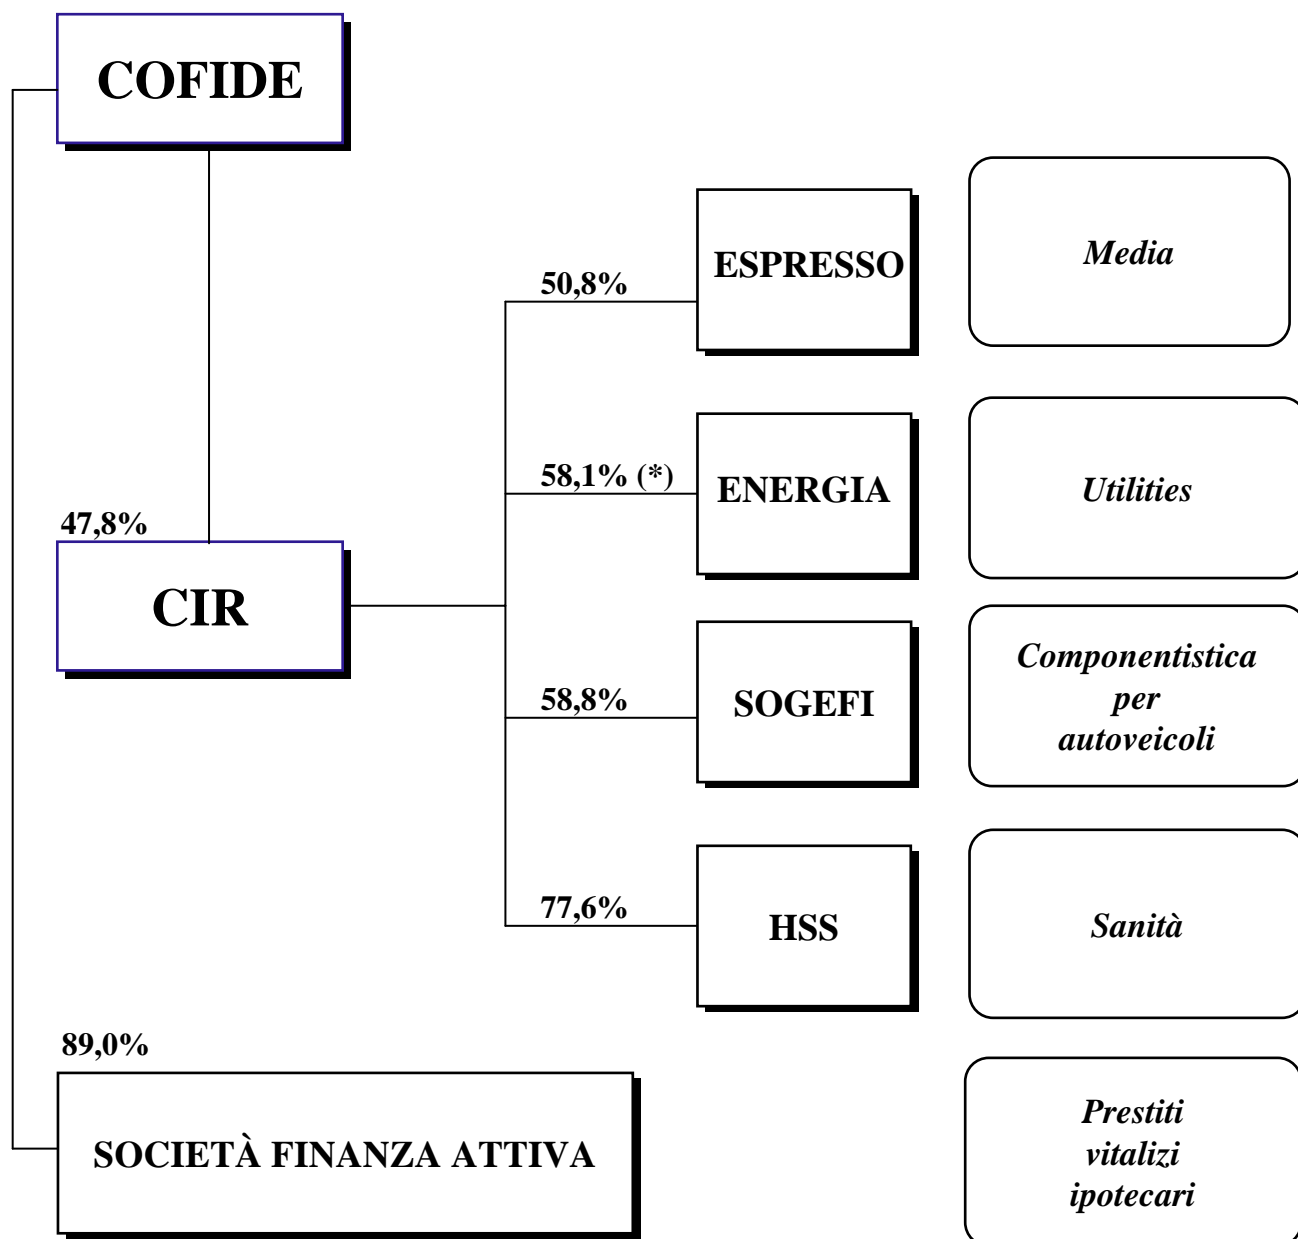 COFIDE
ESPRESSO
Media
50,8%
58,1% (*)
ENERGIA
Utilities
47,8%
CIR
58,8%
SOGEFI
Componentistica
per
autoveicoli
77,6%
HSS
Sanità
89,0%
SOCIETÀ FINANZA ATTIVA
Prestiti
vitalizi
ipotecari